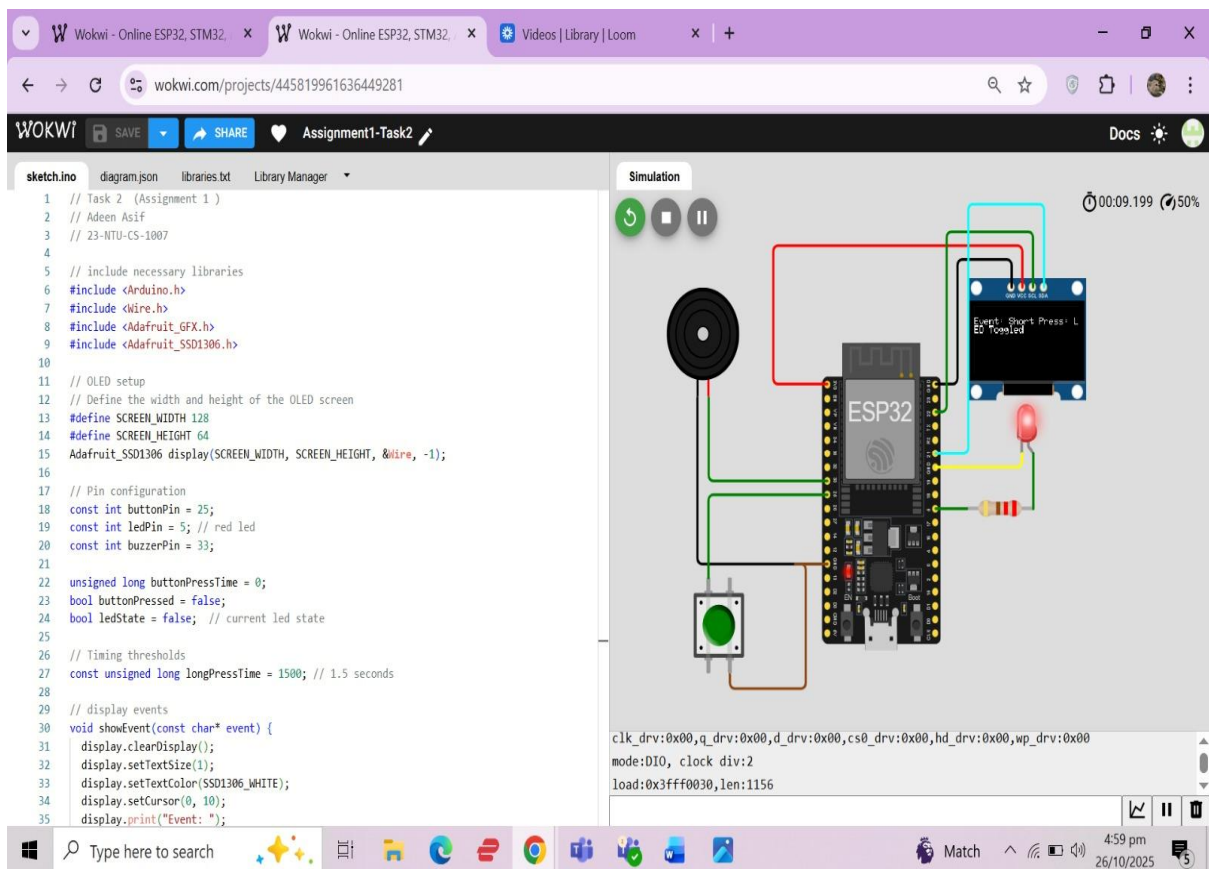 Wokwi - Online ESP32, STM32,
Wokwi - Online ESP32, STM32,
Videos | Library | Loom
wokwi.com/projects/445819961636449281
WOKWi
SAVE
SHARE
Assignment1-Task2
Docs
sketch.ino
diagram.json
libraries.txt
Library Manager
1 // Task 2  (Assignment 1 )
2 // Adeen Asif
3 // 23-NTU-CS-1007
4
5 // include necessary libraries
6 #include <Arduino.h>
7 #include <Wire.h>
8 #include <Adafruit_GFX.h>
9 #include <Adafruit_SSD1306.h>
10
11 // OLED setup
12 // Define the width and height of the OLED screen
13 #define SCREEN_WIDTH 128
14 #define SCREEN_HEIGHT 64
15 Adafruit_SSD1306 display(SCREEN_WIDTH, SCREEN_HEIGHT, &Wire, -1);
16
17 // Pin configuration
18 const int buttonPin = 25;
19 const int ledPin = 5; // red led
20 const int buzzerPin = 33;
21
22 unsigned long buttonPressTime = 0;
23 bool buttonPressed = false;
24 bool ledState = false;  // current led state
25
26 // Timing thresholds
27 const unsigned long longPressTime = 1500; // 1.5 seconds
28
29 // display events
30 void showEvent(const char* event) {
31   display.clearDisplay();
32   display.setTextSize(1);
33   display.setTextColor(SSD1306_WHITE);
34   display.setCursor(0, 10);
35   display.print("Event: ");
Simulation
00:09.199
50%
GND VCC SCL SDA
Event: Short Press: L
ED Toggled
ESP32
EN
Boot
clk_drv:0x00,q_drv:0x00,d_drv:0x00,cs0_drv:0x00,hd_drv:0x00,wp_drv:0x00
mode:DIO, clock div:2
load:0x3fff0030,len:1156
Type here to search
Match
4:59 pm
26/10/2025
5